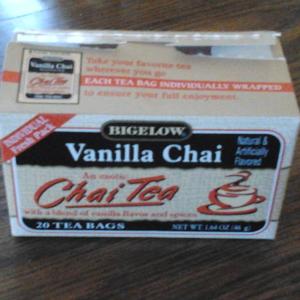 Vanilla Chai
Chai Tea
Take your favorite tea
wherever you go
EACH TEA BAG INDIVIDUALLY WRAPPED
to ensure your full enjoyment.
INDIVIDUAL
Fresh Pack
BIGELOW
Vanilla Chai
Natural &
Artificially
Flavored
An exotic
Chai Tea
with a blend of vanilla flavor and spices
20 TEA BAGS
NET WT 1.64 OZ (46 g)